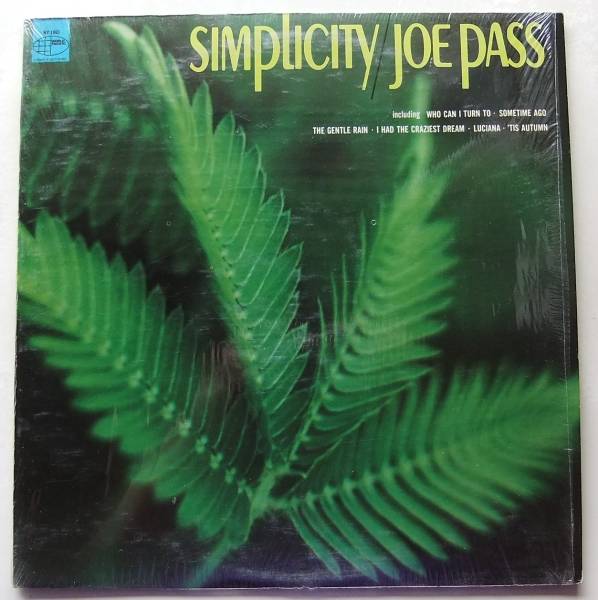 SIMPLICITY / JOE PASS
including WHO CAN I TURN TO · SOMETIME AGO
THE GENTLE RAIN · I HAD THE CRAZIEST DREAM · LUCIANA · 'TIS AUTUMN